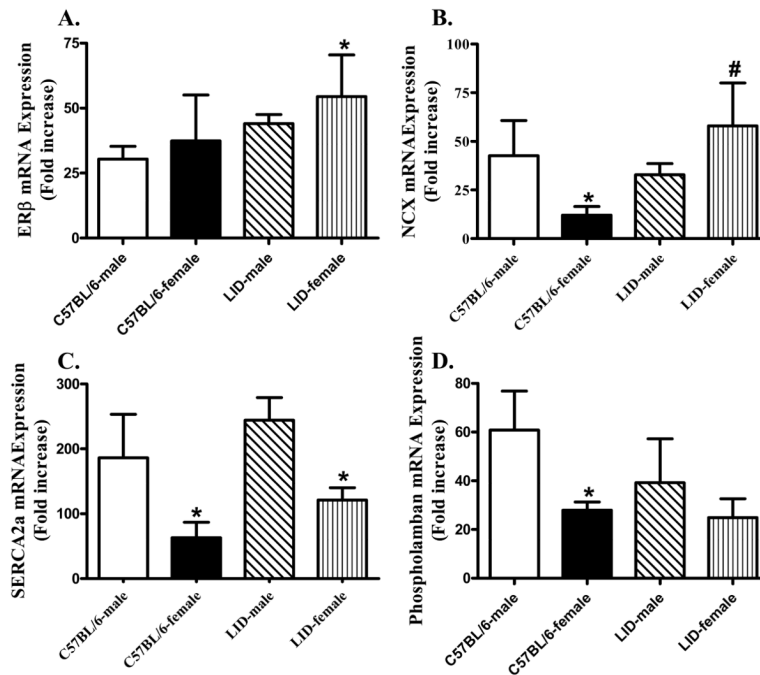 A.
ERβ mRNA Expression
(Fold increase)
75
50
25
0
*
C57BL/6-male
C57BL/6-female
LID-male
LID-female
B.
NCX mRNAExpression
(Fold increase)
100
75
50
25
0
*
#
C57BL/6-male
C57BL/6-female
LID-male
LID-female
C.
SERCA2a mRNAExpression
(Fold increase)
300
200
100
0
*
*
C57BL/6-male
C57BL/6-female
LID-male
LID-female
D.
Phospholamban mRNA Expression
(Fold increase)
80
60
40
20
0
*
C57BL/6-male
C57BL/6-female
LID-male
LID-female